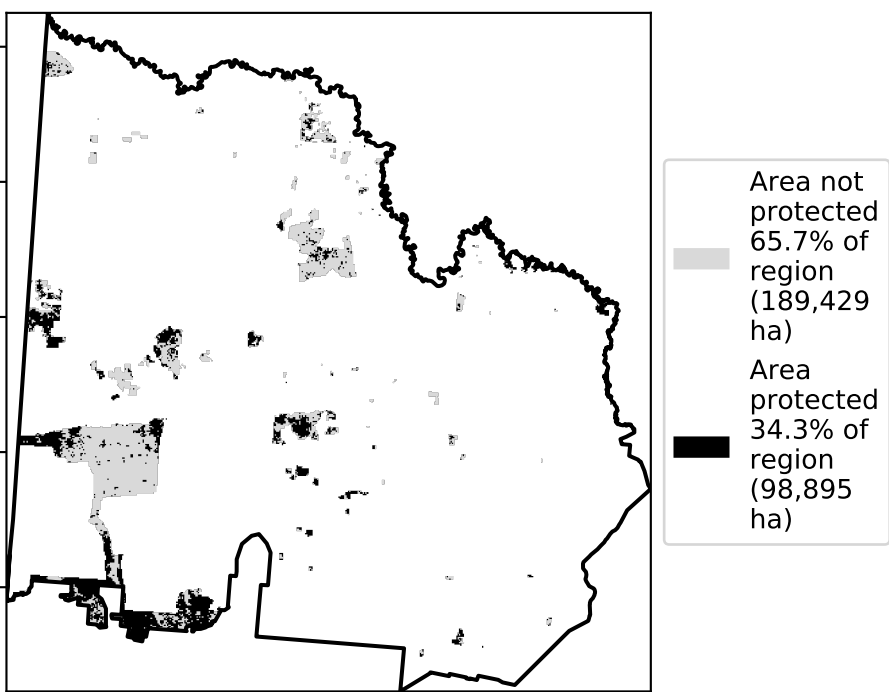 Area not
protected
65.7% of
region
(189,429
ha)
Area
protected
34.3% of
region
(98,895
ha)